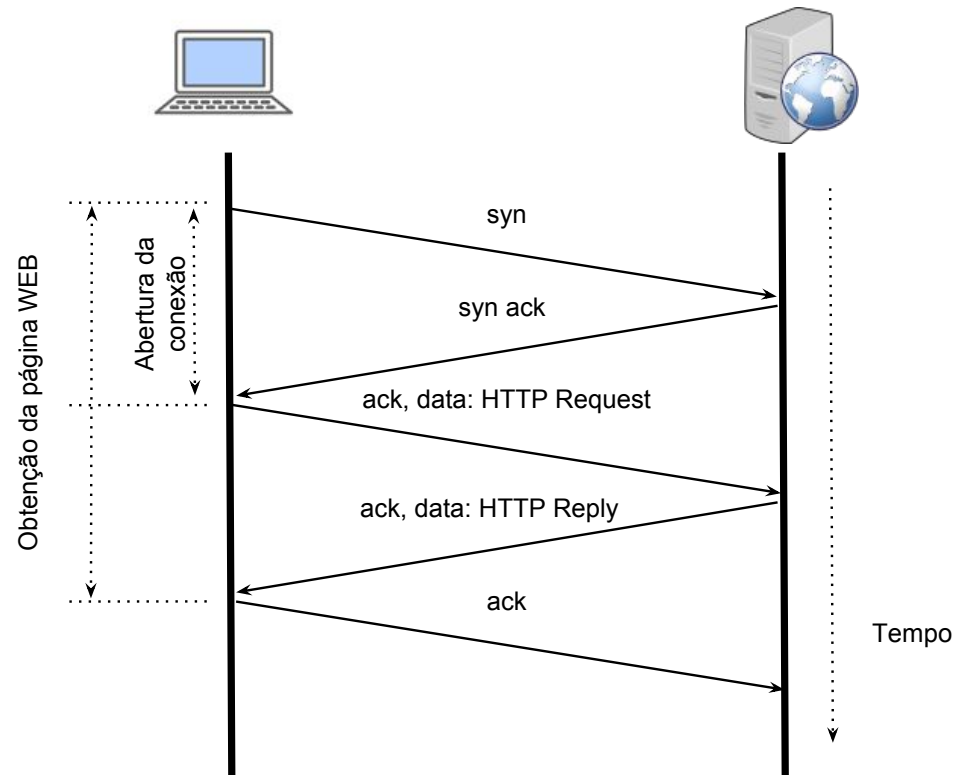 syn
syn ack
ack, data: HTTP Request
ack, data: HTTP Reply
ack
Obtenção da página WEB
Abertura da
conexão
Tempo